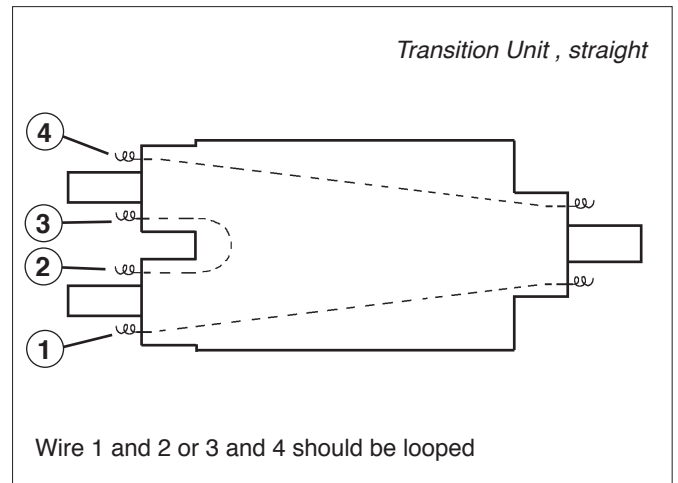 Transition Unit , straight
4
3
2
1
Wire 1 and 2 or 3 and 4 should be looped